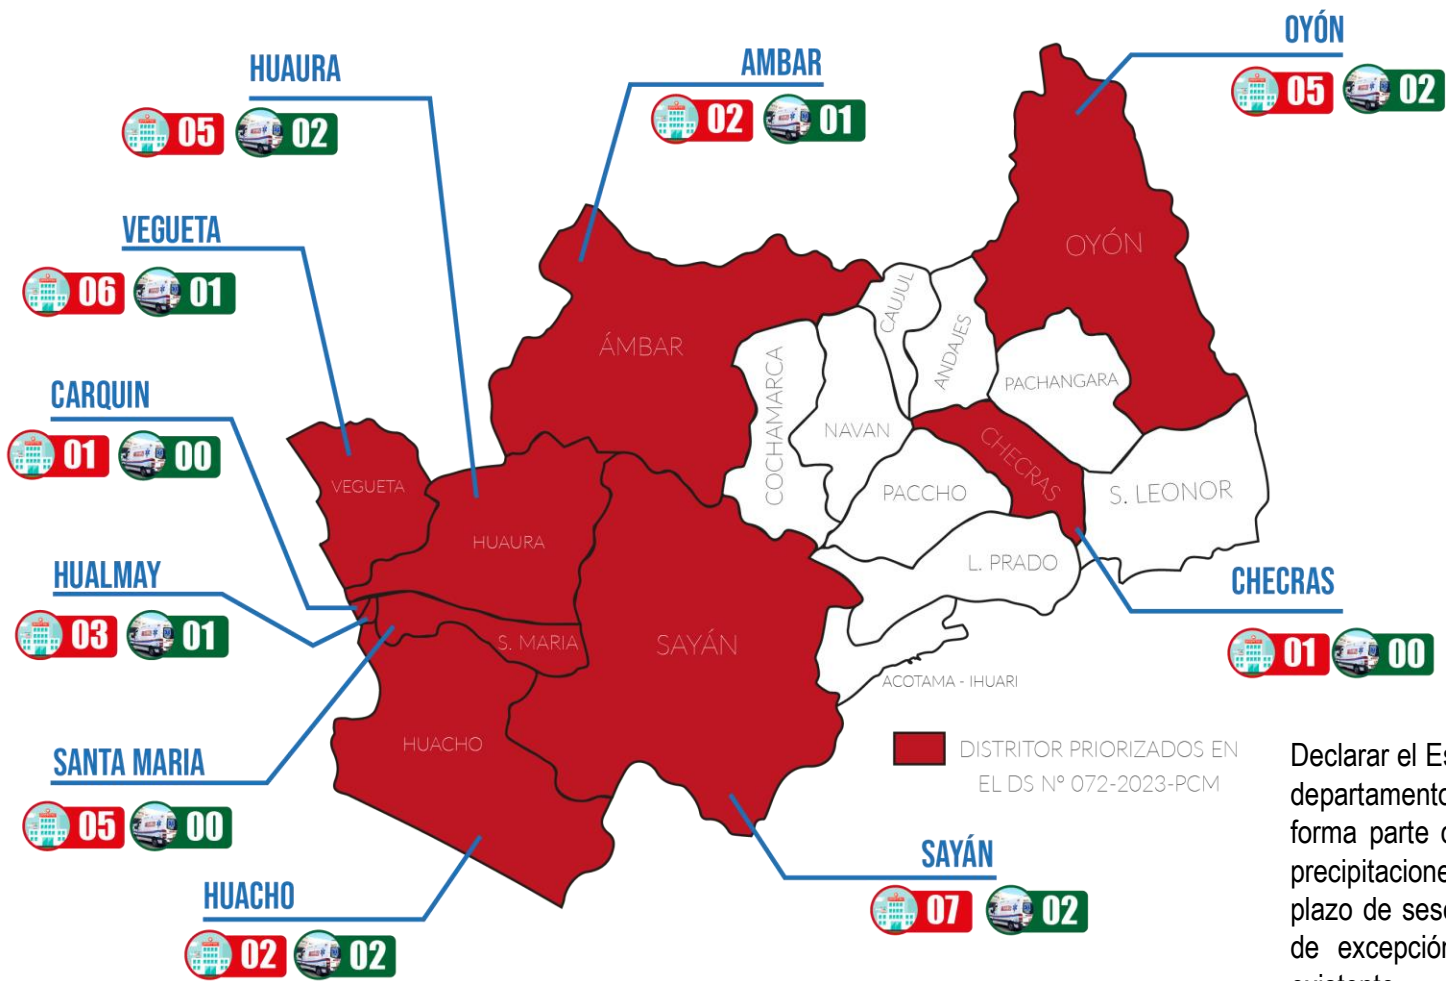 OYÓN
05 02
HUAURA
05 02
AMBAR
02 01
VEGUETA
06 01
CARQUIN
01 00
HUALMAY
03 01
SANTA MARIA
05 00
HUACHO
02 02
SAYÁN
07 02
CHECRAS
01 00
OYÓN
ÁMBAR
CAUJUL
ANDAJES
PACHANGARA
COCHAMARCA
NAVAN
CHECRAS
PACCHO
S. LEONOR
VEGUETA
HUAURA
L. PRADO
S. MARIA
SAYÁN
ACOTAMA - IHUARI
HUACHO
DISTRITOR PRIORIZADOS EN
EL DS Nº 072-2023-PCM
Declarar el Es
departamento
forma parte
precipitacione
plazo de sese
de excepción